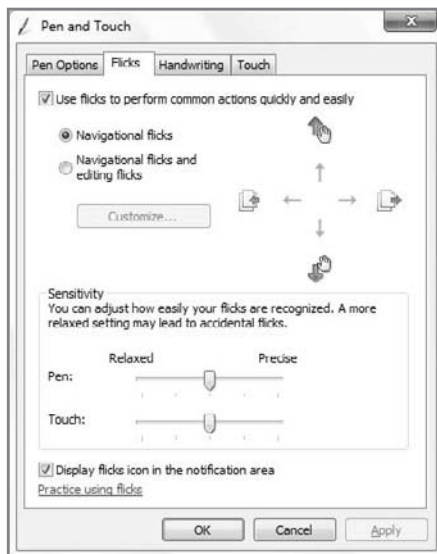 Pen and Touch
Pen Options Flicks Handwriting Touch
Use flicks to perform common actions quickly and easily
Navigational flicks
Navigational flicks and
editing flicks
Customize...
Sensitivity
You can adjust how easily your flicks are recognized. A more
relaxed setting may lead to accidental flicks.
Relaxed Precise
Pen:
Touch:
Display flicks icon in the notification area
Practice using flicks
OK Cancel Apply